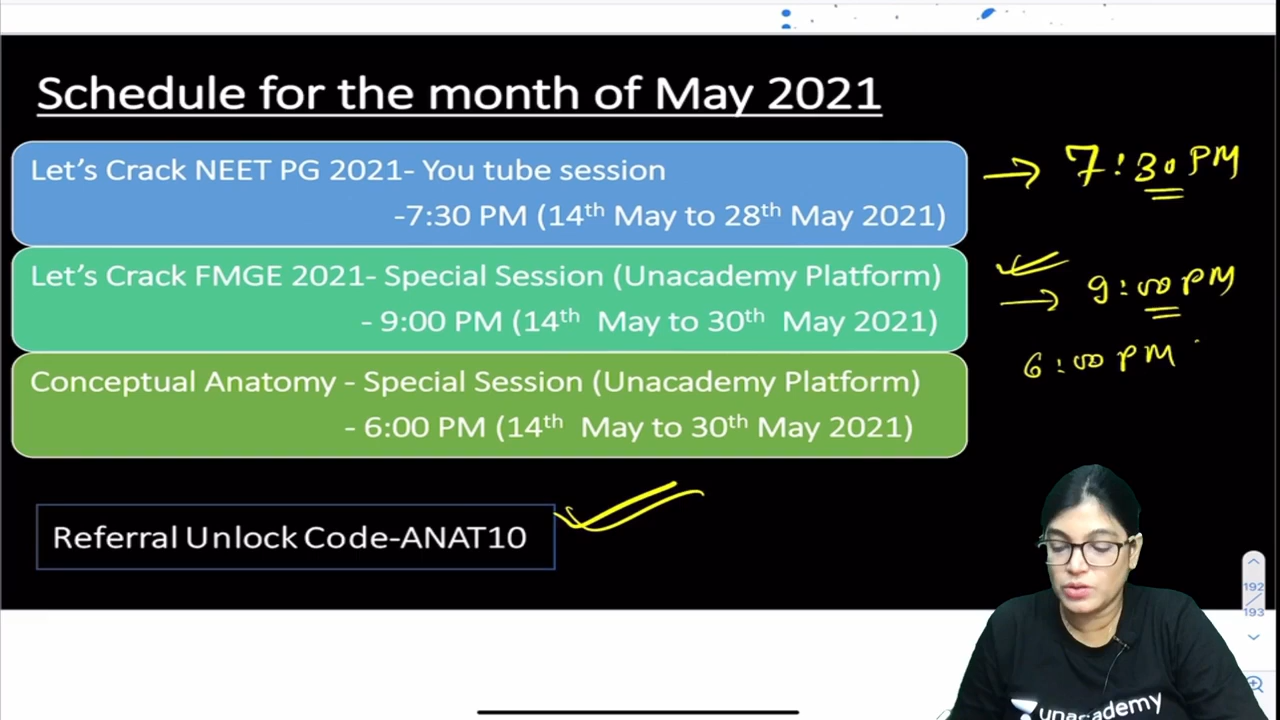 Schedule for the month of May 2021
Let's Crack NEET PG 2021- You tube session
-7:30 PM (14th May to 28th May 2021)
→ 7:30 PM
Let's Crack FMGE 2021- Special Session (Unacademy Platform)
- 9:00 PM (14th May to 30th May 2021)
→ 9:00 PM
Conceptual Anatomy - Special Session (Unacademy Platform)
- 6:00 PM (14th May to 30th May 2021)
6:00 PM
Referral Unlock Code-ANAT10
192
193
unacademy